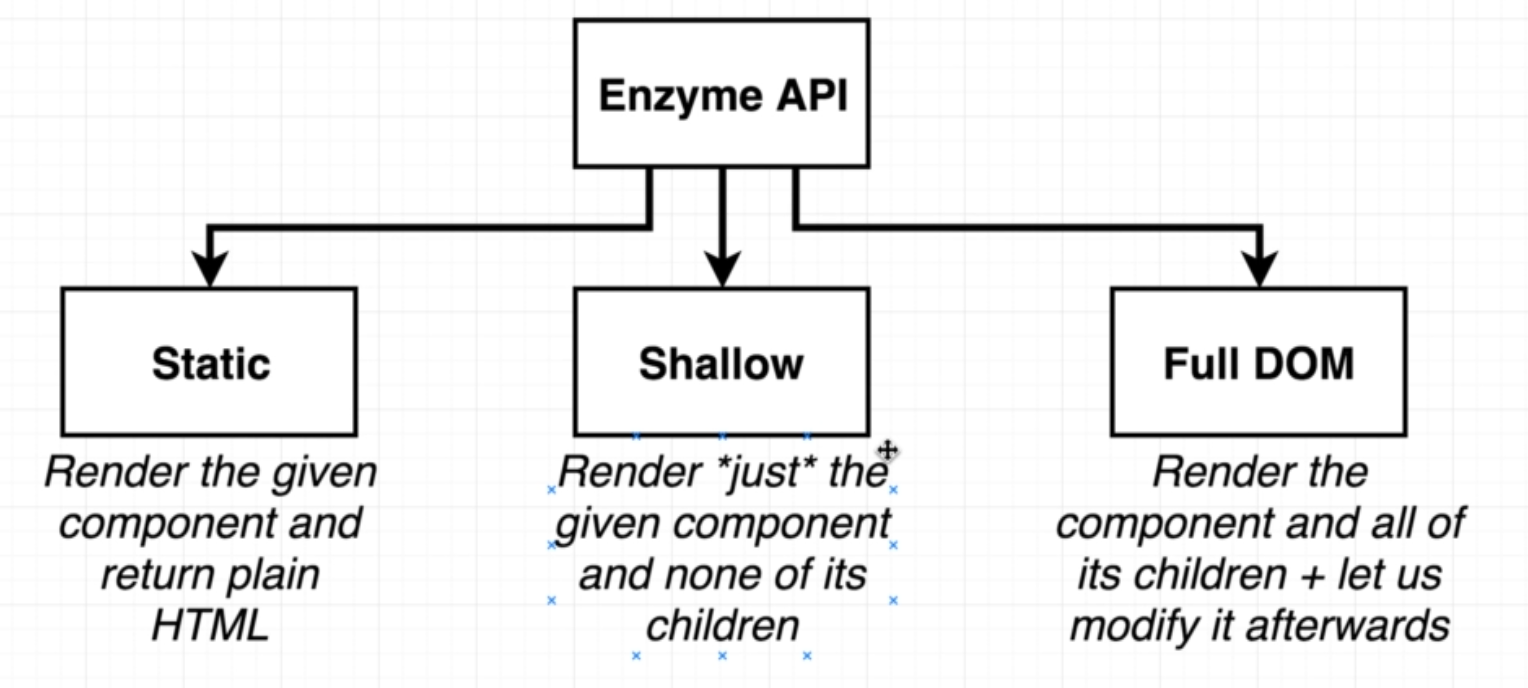 Enzyme API
Static
Shallow
Full DOM
Render the given
component and
return plain
HTML
Render *just* the
given component
and none of its
children
Render the
component and all of
its children + let us
modify it afterwards